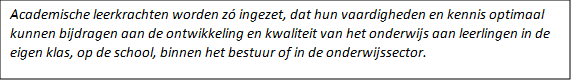 Academische leerkrachten worden zó ingezet, dat hun vaardigheden en kennis optimaal
kunnen bijdragen aan de ontwikkeling en kwaliteit van het onderwijs aan leerlingen in de
eigen klas, op de school, binnen het bestuur of in de onderwijssector.